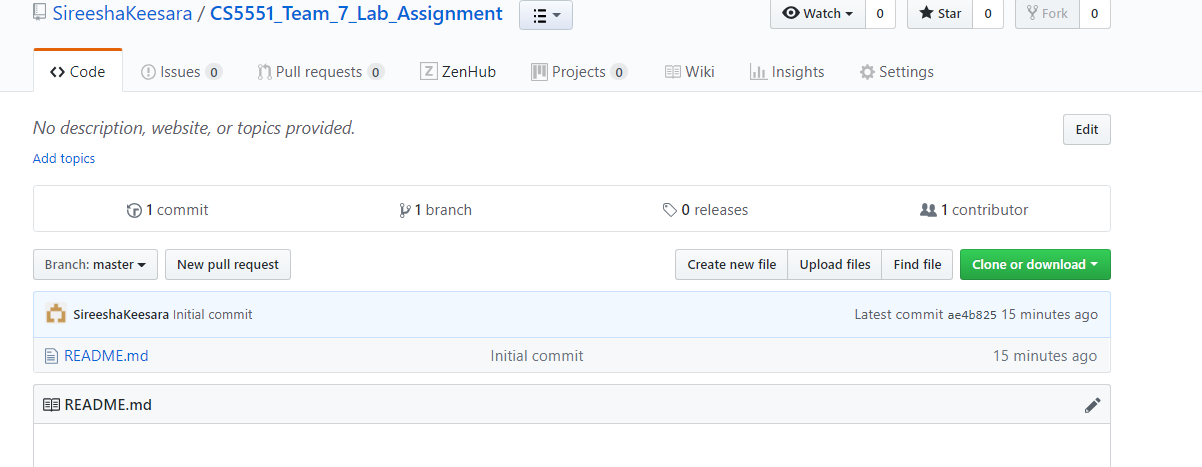 SireeshaKeesara / CS5551_Team_7_Lab_Assignment Watch 0 Star 0 Fork 0
Code Issues 0 Pull requests 0 Z ZenHub Projects 0 Wiki Insights Settings
No description, website, or topics provided. Edit
Add topics
1 commit 1 branch 0 releases 1 contributor
Branch: master New pull request Create new file Upload files Find file Clone or download
SireeshaKeesara Initial commit Latest commit ae4b825 15 minutes ago
README.md Initial commit 15 minutes ago
README.md